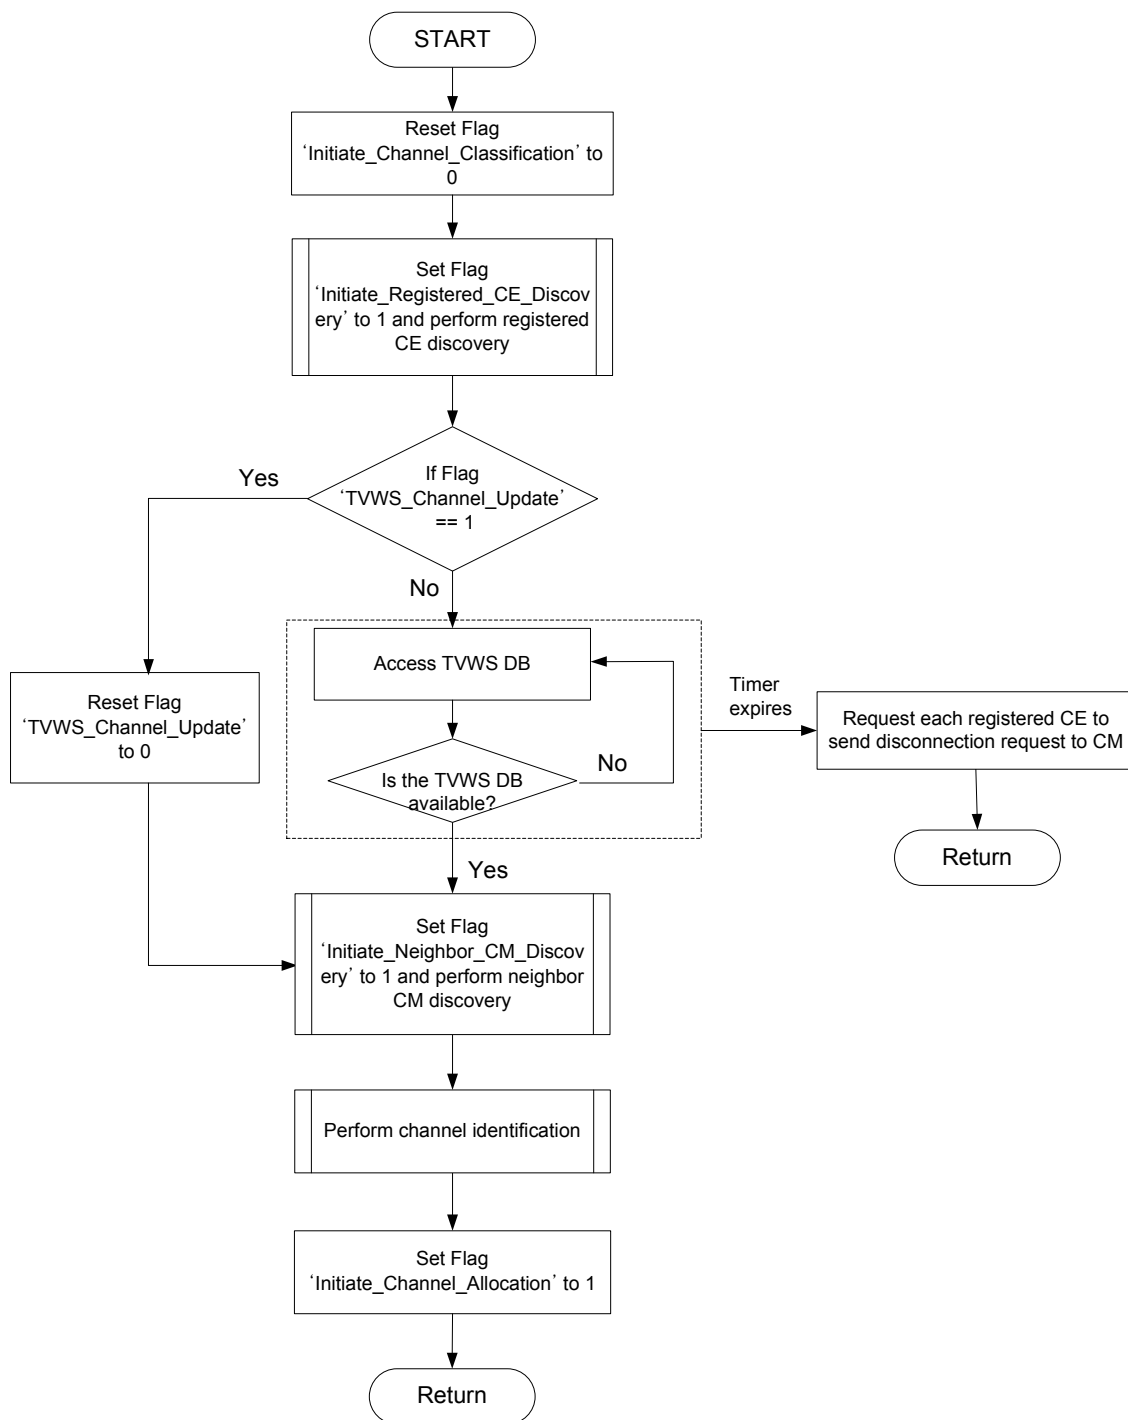 START
Reset Flag
‘Initiate_Channel_Classification’ to
0
Set Flag
‘Initiate_Registered_CE_Discov
ery’ to 1 and perform registered
CE discovery
If Flag
‘TVWS_Channel_Update’
== 1
Yes
No
Access TVWS DB
Is the TVWS DB
available?
No
Timer
expires
Request each registered CE to
send disconnection request to CM
Return
Reset Flag
‘TVWS_Channel_Update’
to 0
Yes
Set Flag
‘Initiate_Neighbor_CM_Discov
ery’ to 1 and perform neighbor
CM discovery
Perform channel identification
Set Flag
‘Initiate_Channel_Allocation’ to 1
Return